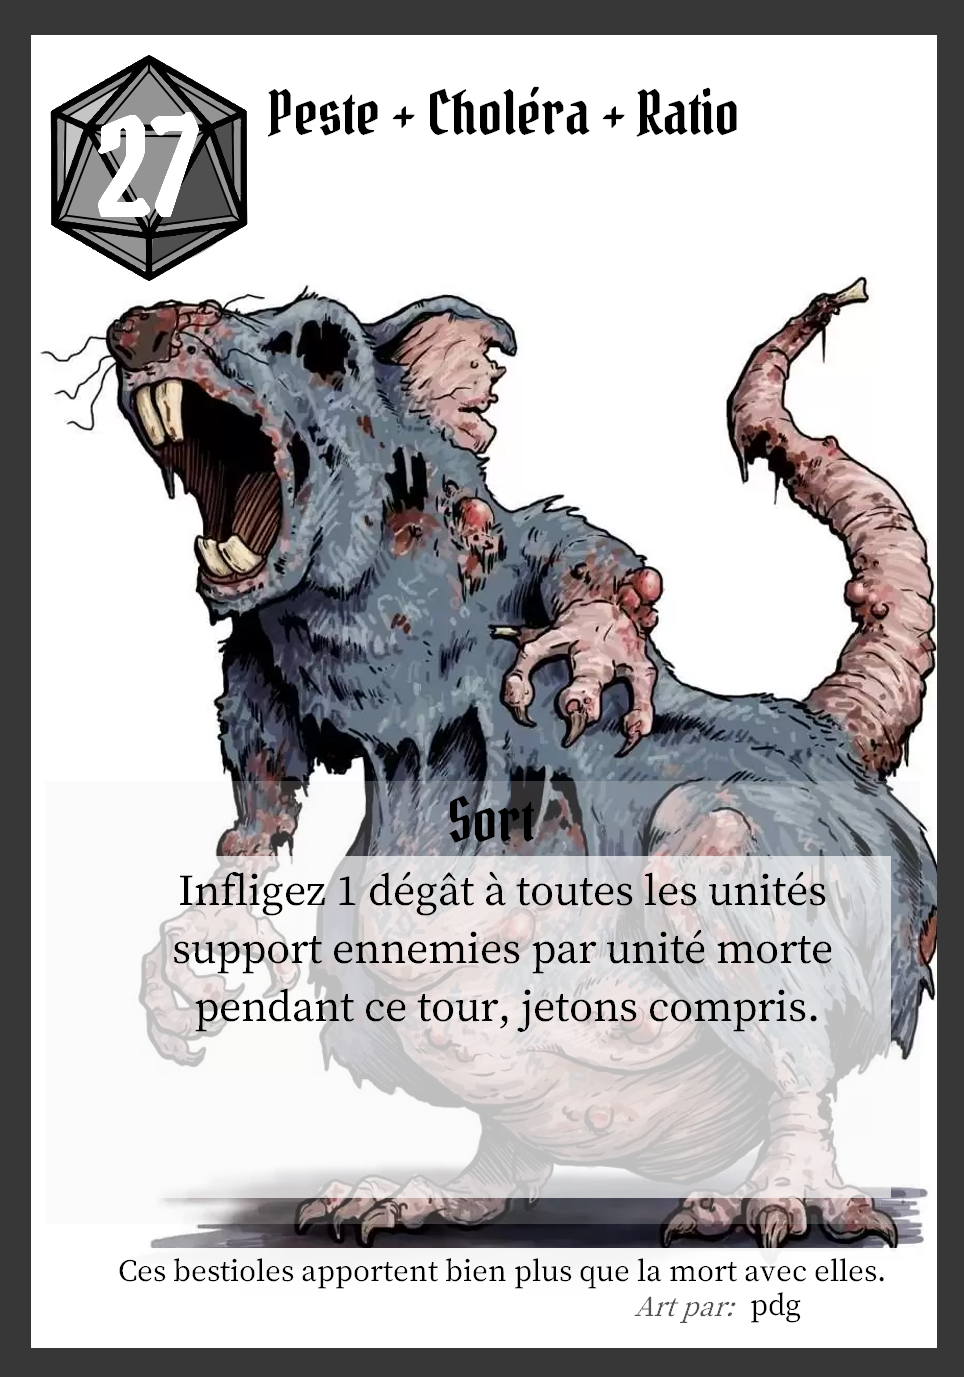 27
Peste + Choléra + Ratio
Sort
Infligez 1 dégât à toutes les unités
support ennemies par unité morte
pendant ce tour, jetons compris.
Ces bestioles apportent bien plus que la mort avec elles.
Art par: pdg